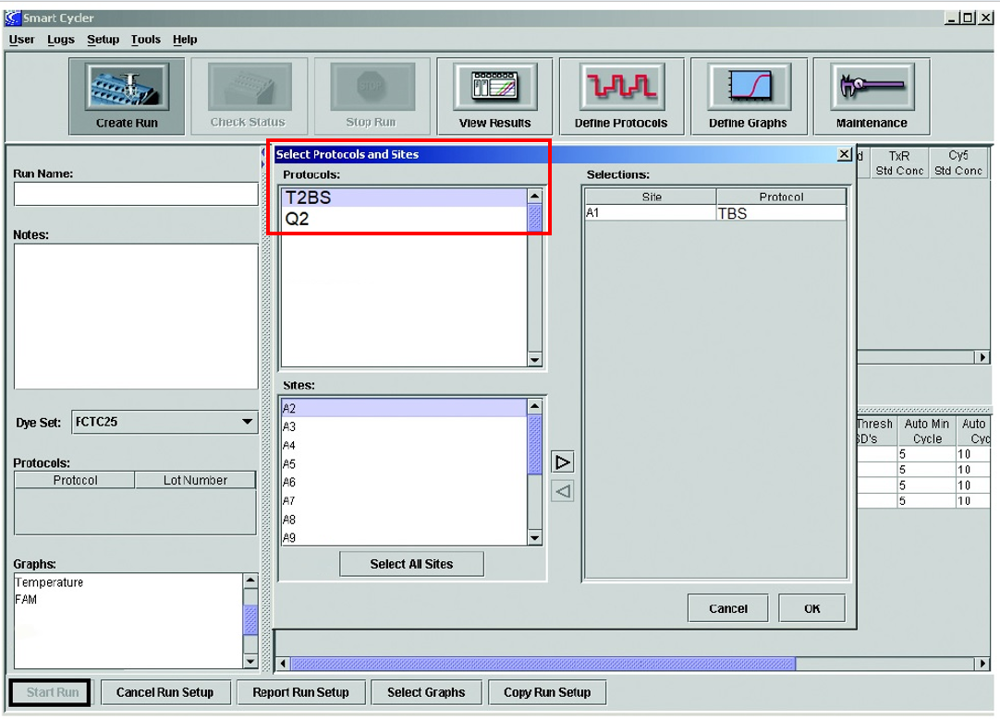 Smart Cycler
User Logs Setup Tools Help
Create Run
Check Status
STOP
Stop Run
View Results
Define Protocols
Define Graphs
Maintenance
Run Name:
Notes:
Dye Set: FCTC25
Protocols:
Protocol Lot Number
Graphs:
Temperature
FAM
Select Protocols and Sites
Protocols:
T2BS
Q2
Sites:
A2
A3
A4
A5
A6
A7
A8
A9
Select All Sites
Selections:
Site Protocol
A1 TBS
Cancel OK
d TxR Cy5
Std Conc Std Conc
Thresh Auto Min Auto
SD's Cycle Cyc
5 10
5 10
5 10
5 10
Start Run Cancel Run Setup Report Run Setup Select Graphs Copy Run Setup